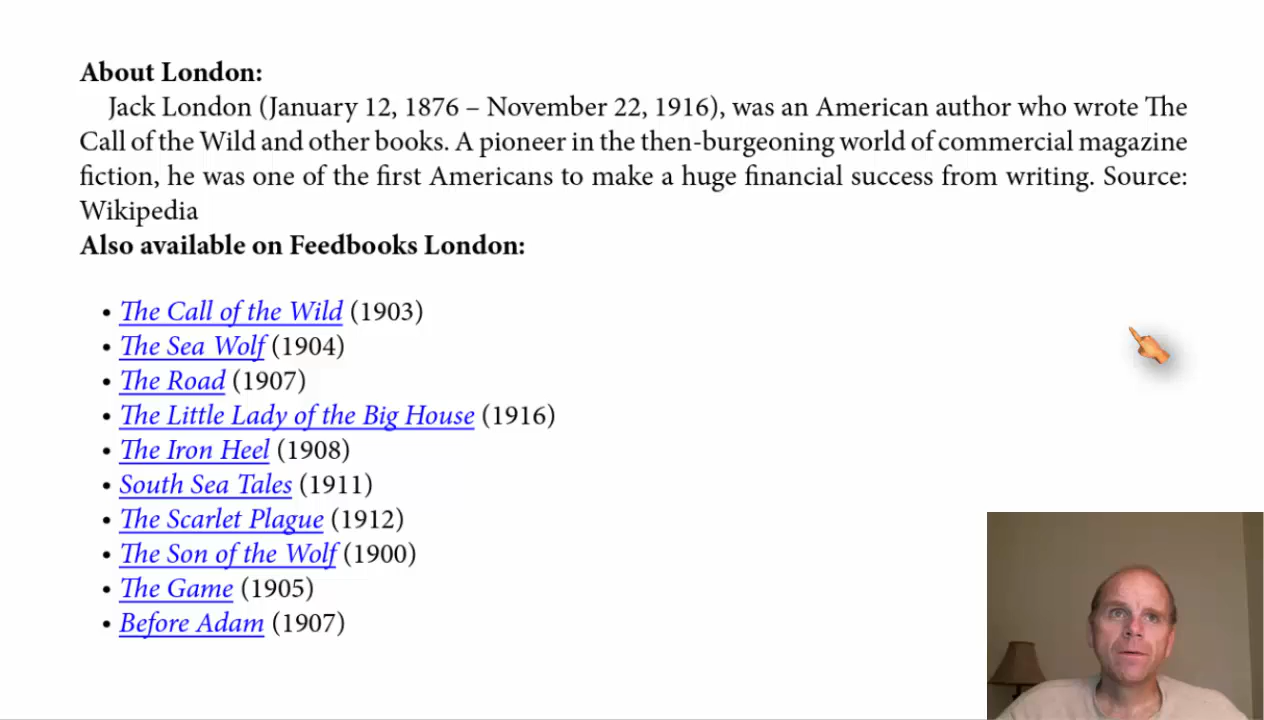 About London:
Jack London (January 12, 1876 – November 22, 1916), was an American author who wrote The
Call of the Wild and other books. A pioneer in the then-burgeoning world of commercial magazine
fiction, he was one of the first Americans to make a huge financial success from writing. Source:
Wikipedia
Also available on Feedbooks London:
• The Call of the Wild (1903)
• The Sea Wolf (1904)
• The Road (1907)
• The Little Lady of the Big House (1916)
• The Iron Heel (1908)
• South Sea Tales (1911)
• The Scarlet Plague (1912)
• The Son of the Wolf (1900)
• The Game (1905)
• Before Adam (1907)